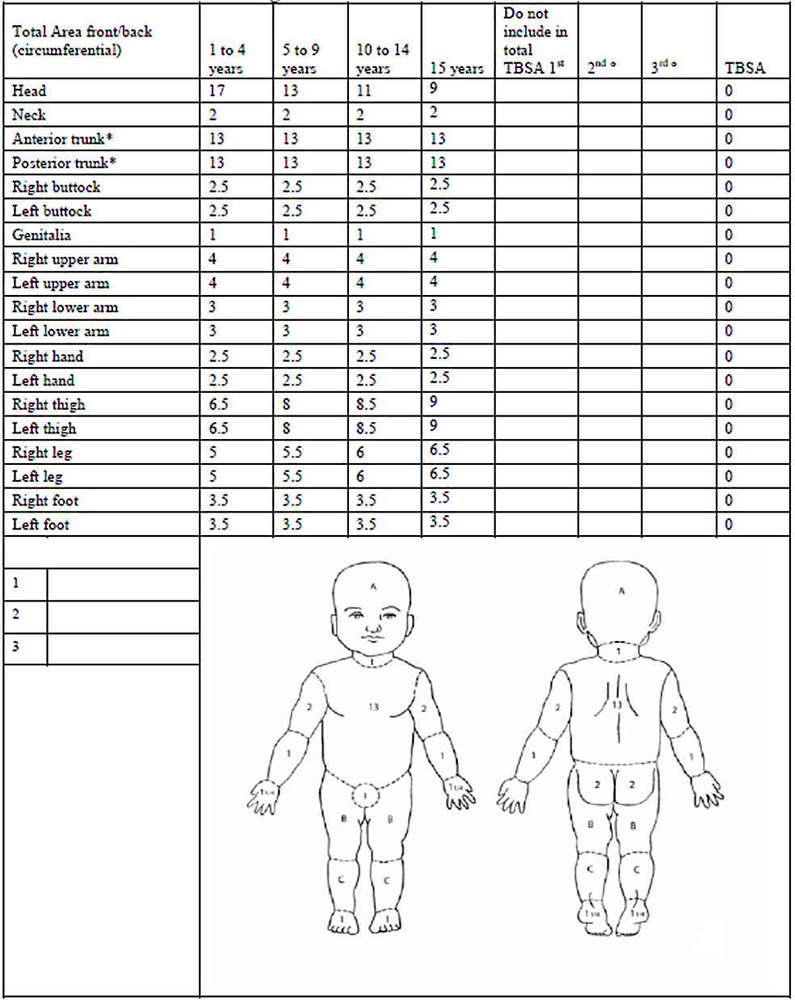 Total Area front/back (circumferential) 1 to 4 years 5 to 9 years 10 to 14 years 15 years Do not include in total TBSA 1st 2nd ° 3rd ° TBSA
Head 17 13 11 9 0
Neck 2 2 2 2 0
Anterior trunk* 13 13 13 13 0
Posterior trunk* 13 13 13 13 0
Right buttock 2.5 2.5 2.5 2.5 0
Left buttock 2.5 2.5 2.5 2.5 0
Genitalia 1 1 1 1 0
Right upper arm 4 4 4 4 0
Left upper arm 4 4 4 4 0
Right lower arm 3 3 3 3 0
Left lower arm 3 3 3 3 0
Right hand 2.5 2.5 2.5 2.5 0
Left hand 2.5 2.5 2.5 2.5 0
Right thigh 6.5 8 8.5 9 0
Left thigh 6.5 8 8.5 9 0
Right leg 5 5.5 6 6.5 0
Left leg 5 5.5 6 6.5 0
Right foot 3.5 3.5 3.5 3.5 0
Left foot 3.5 3.5 3.5 3.5 0
1
2
3
A A
1 1
2 13 2 2 13 2
1 1 1 1
1 1/4 1 1/4
1 2 2
B B B B
C C C C
1 1 1 1/4 1 1/4